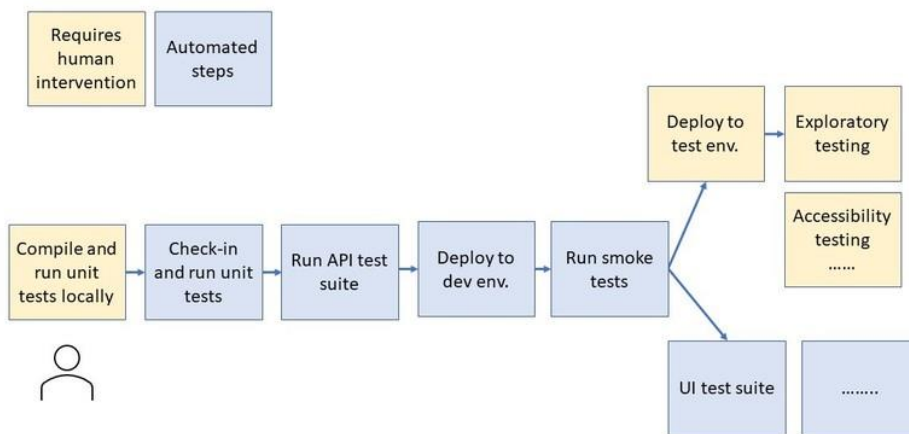 Requires
human
intervention
Automated
steps
Deploy to
test env.
Exploratory
testing
Accessibility
testing
......
Compile and
run unit
tests locally
Check-in
and run unit
tests
Run API test
suite
Deploy to
dev env.
Run smoke
tests
UI test suite
........